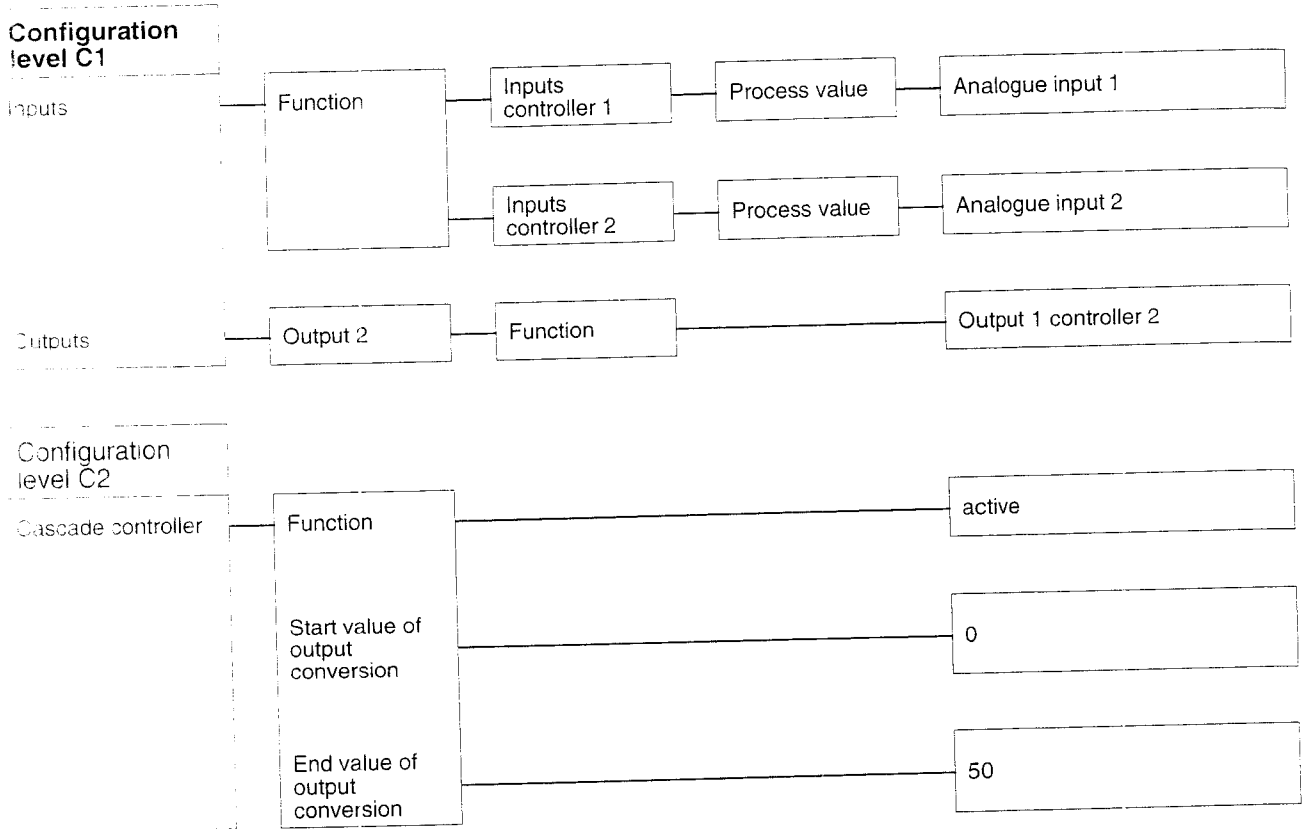 Configuration
level C1
Inputs
Function
Inputs
controller 1
Process value
Analogue input 1
Inputs
controller 2
Process value
Analogue input 2
Outputs
Output 2
Function
Output 1 controller 2
Configuration
level C2
Cascade controller
Function
active
Start value of
output
conversion
0
End value of
output
conversion
50